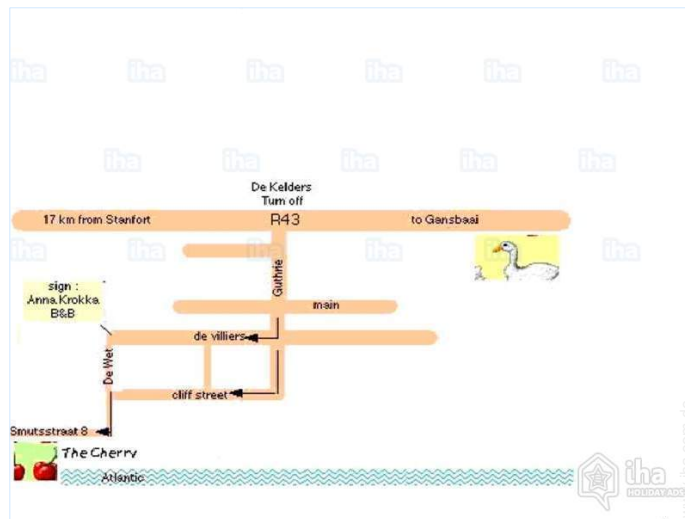 De Kelders
Turn off
17 km from Stanfort
R43
to Gansbaai
Guthrie
sign :
Anna Krokka
B&B
main
de villiers
De Wet
cliff street
Smutsstraat 8
The Cherry
Atlantic
iha
HOLIDAY ADS